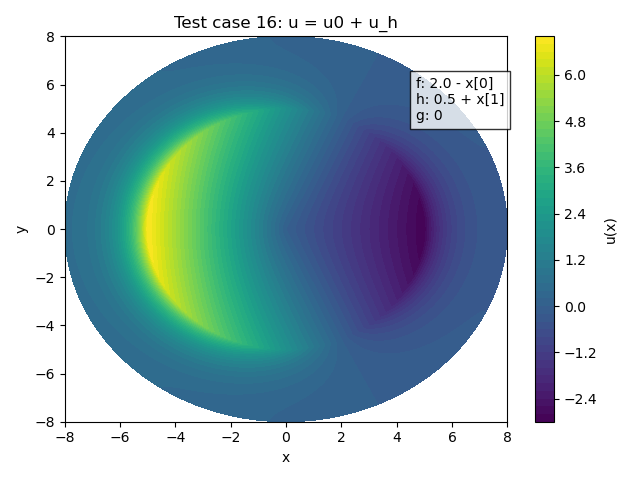 Test case 16: u = u0 + u_h
f: 2.0 - x[0]
h: 0.5 + x[1]
g: 0
8
6
4
2
0
−2
−4
−6
−8
y
−8 −6 −4 −2 0 2 4 6 8
x
6.0
4.8
3.6
2.4
1.2
0.0
−1.2
−2.4
u(x)